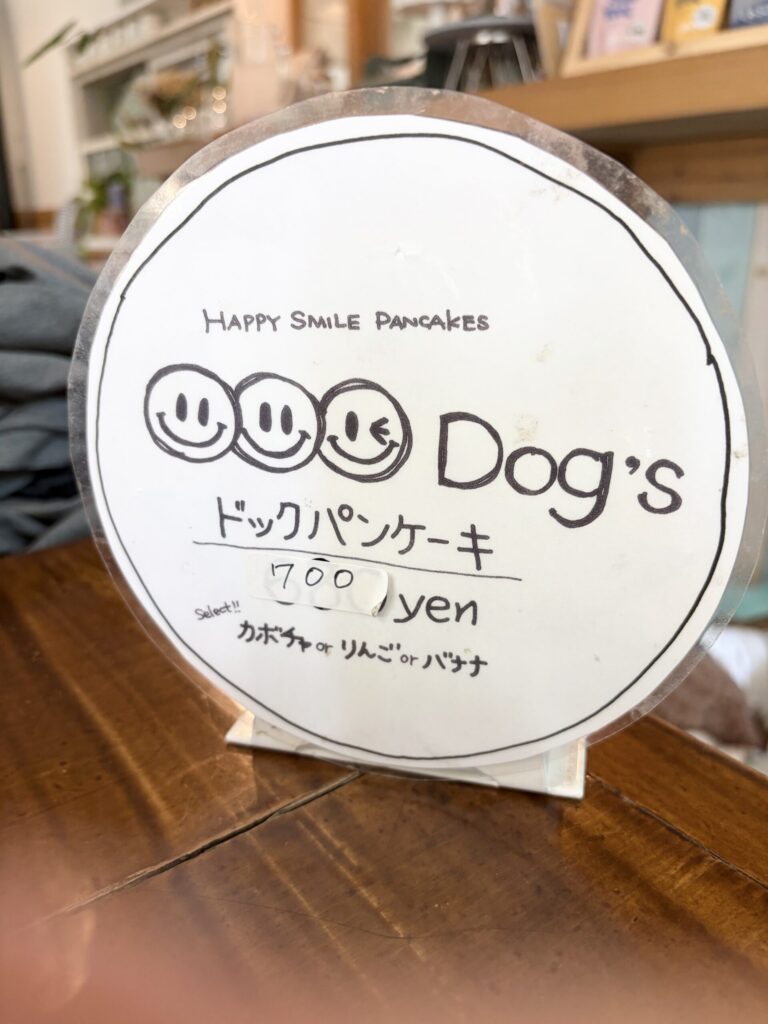 HAPPY SMILE PANCAKES
Dog's
ドックパンケーキ
700 yen
Select!!
カボチャ or りんご or バナナ